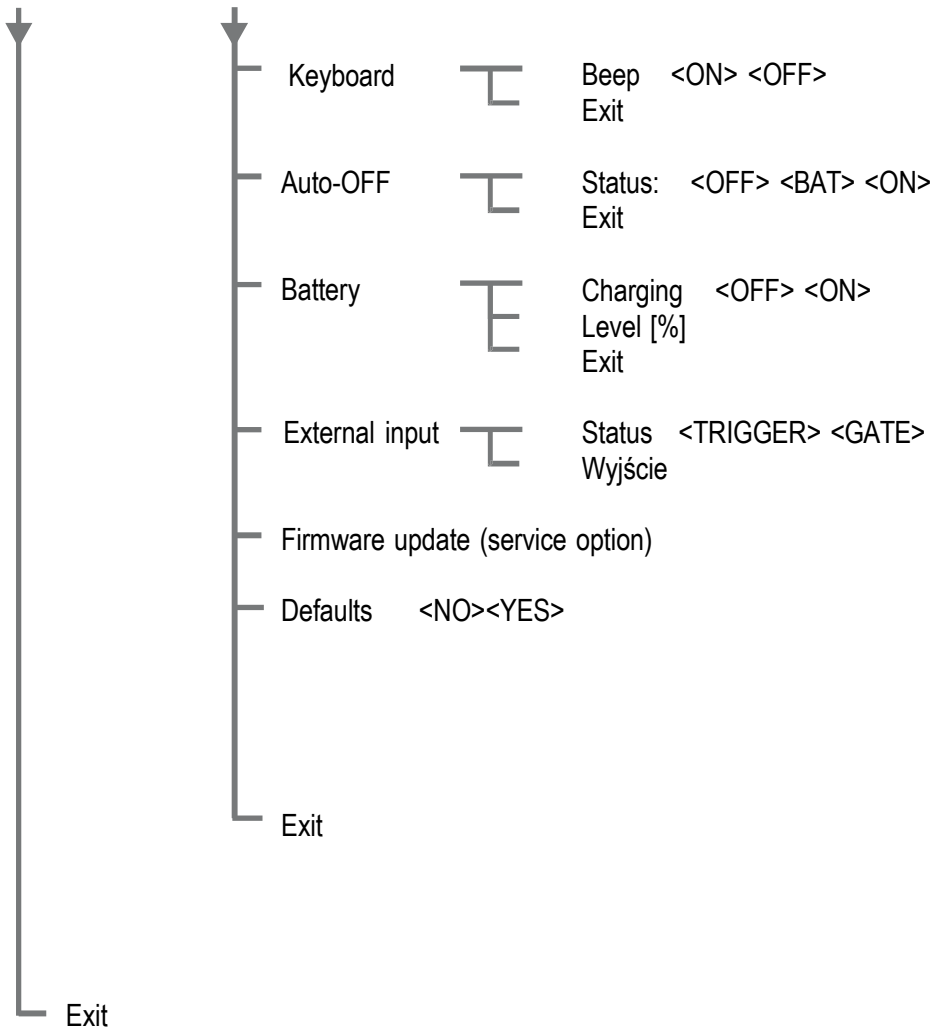 Keyboard Beep <ON> <OFF>
Exit
Auto-OFF Status: <OFF> <BAT> <ON>
Exit
Battery Charging <OFF> <ON>
Level [%]
Exit
External input Status <TRIGGER> <GATE>
Wyjście
Firmware update (service option)
Defaults <NO><YES>
Exit
Exit